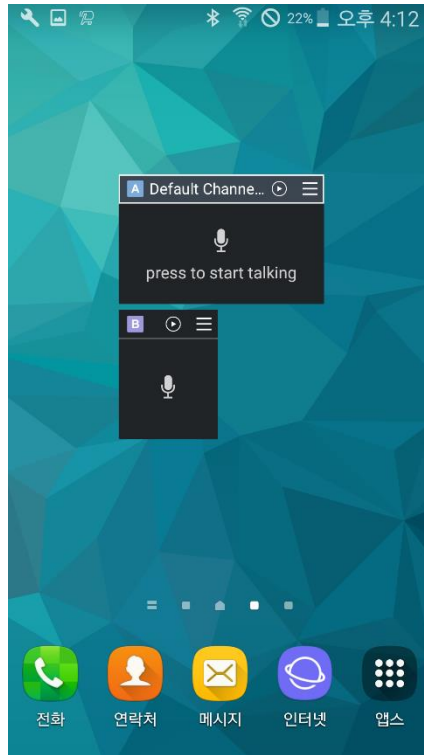 22% 오후 4:12
A Default Channe...
press to start talking
B
전화 연락처 메시지 인터넷 앱스